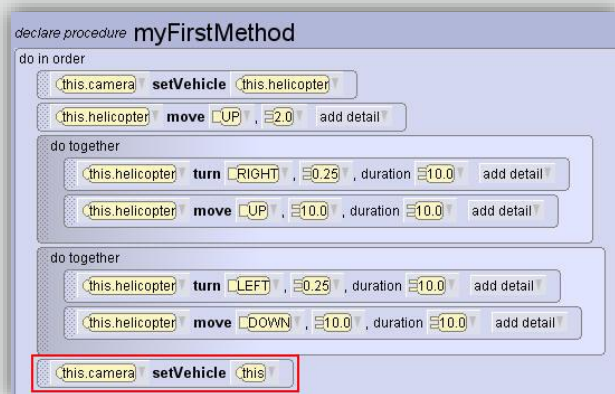 declare procedure myFirstMethod
do in order
this.camera setVehicle this.helicopter
this.helicopter move UP , 2.0 add detail
do together
this.helicopter turn RIGHT , 0.25 , duration 10.0 add detail
this.helicopter move UP , 10.0 , duration 10.0 add detail
do together
this.helicopter turn LEFT , 0.25 , duration 10.0 add detail
this.helicopter move DOWN , 10.0 , duration 10.0 add detail
this.camera setVehicle this